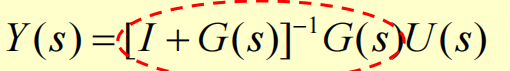 Y(s) = [I + G(s)]⁻¹G(s)U(s)